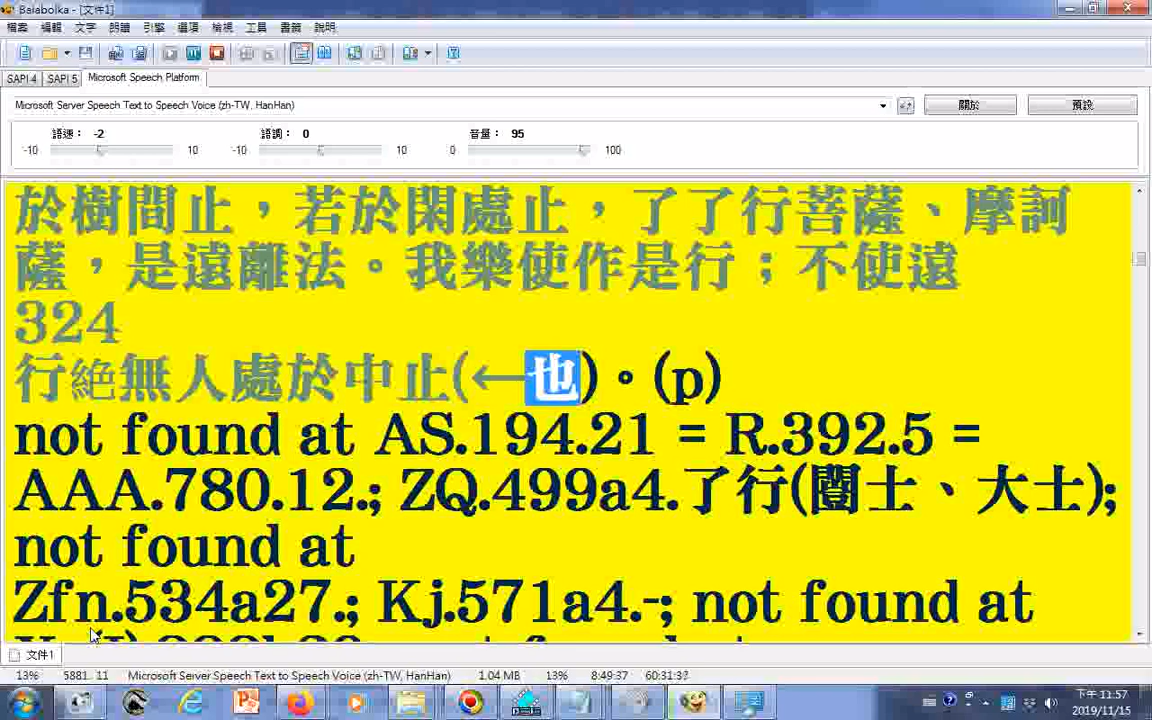 Balabolka - [文件1]
檔案 編輯 文字 朗讀 引擎 選項 檢視 工具 書籤 說明
SAPI 4 SAPI 5 Microsoft Speech Platform
Microsoft Server Speech Text to Speech Voice (zh-TW, HanHan) 關於 預設
語速： -2 語調： 0 音量： 95
-10 10 -10 10 0 100
於樹間止，若於閑處止，了了行菩薩、摩訶
薩，是遠離法。我樂使作是行；不使遠
324
行絕無人處於中止(←也)。(p)
not found at AS.194.21 = R.392.5 =
AAA.780.12.; ZQ.499a4.了行(闓士、大士);
not found at
Zfn.534a27.; Kj.571a4.-; not found at
文件1
13% 5881 11 Microsoft Server Speech Text to Speech Voice (zh-TW, HanHan) 1.04 MB 13% 8:49:37 60:31:3?
下午 11:57
2019/11/15